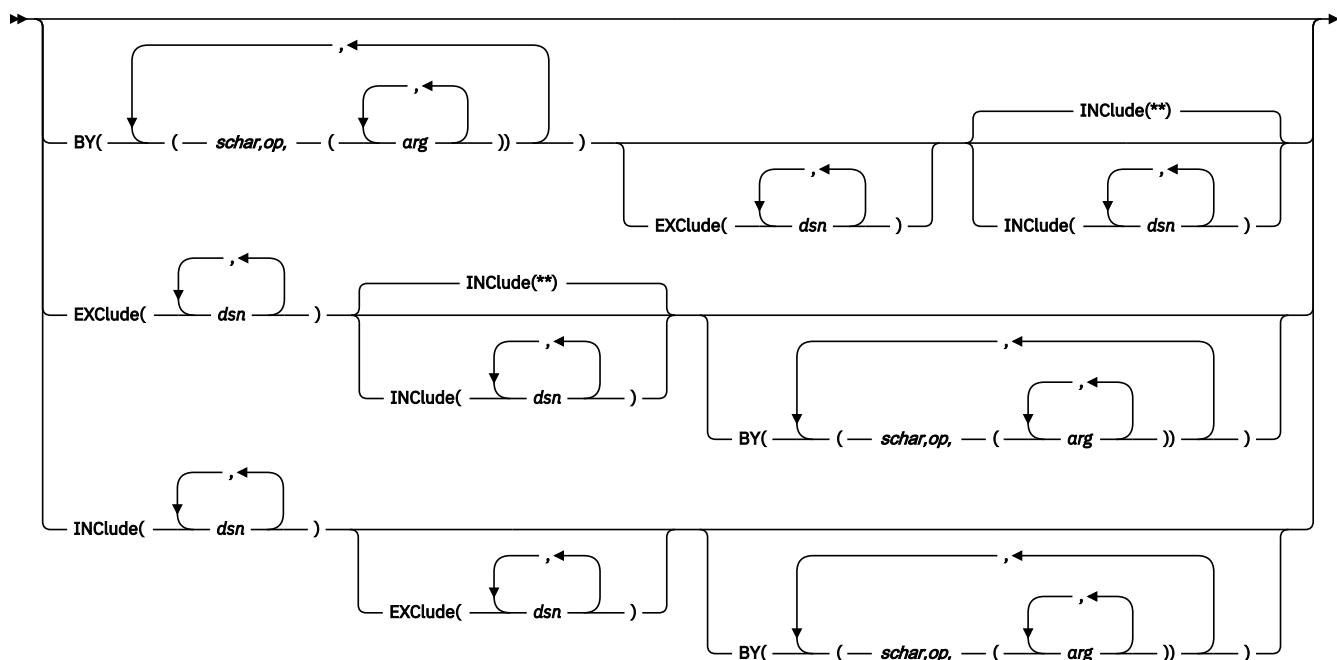 ,
,
INClude(**)
BY( ( schar,op, ( arg )) )
,
,
EXClude( dsn )
INClude( dsn )
,
INClude(**)
EXClude( dsn )
,
,
INClude( dsn )
,
BY( ( schar,op, ( arg )) )
,
INClude( dsn )
,
,
EXClude( dsn )
,
BY( ( schar,op, ( arg )) )